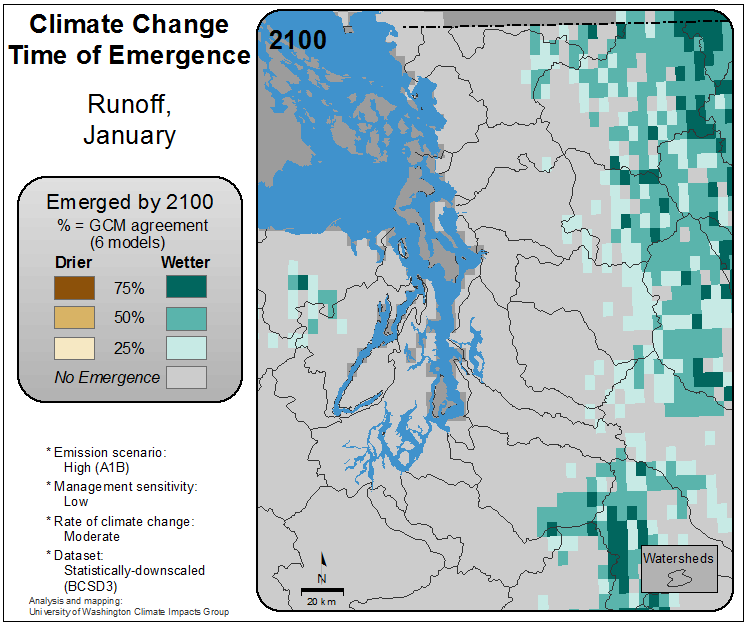 Climate Change
Time of Emergence
Runoff,
January
Emerged by 2100
% = GCM agreement
(6 models)
Drier Wetter
75%
50%
25%
No Emergence
* Emission scenario:
High (A1B)
* Management sensitivity:
Low
* Rate of climate change:
Moderate
* Dataset:
Statistically-downscaled
(BCSD3)
Analysis and mapping:
University of Washington Climate Impacts Group
2100
N
20 km
Watersheds